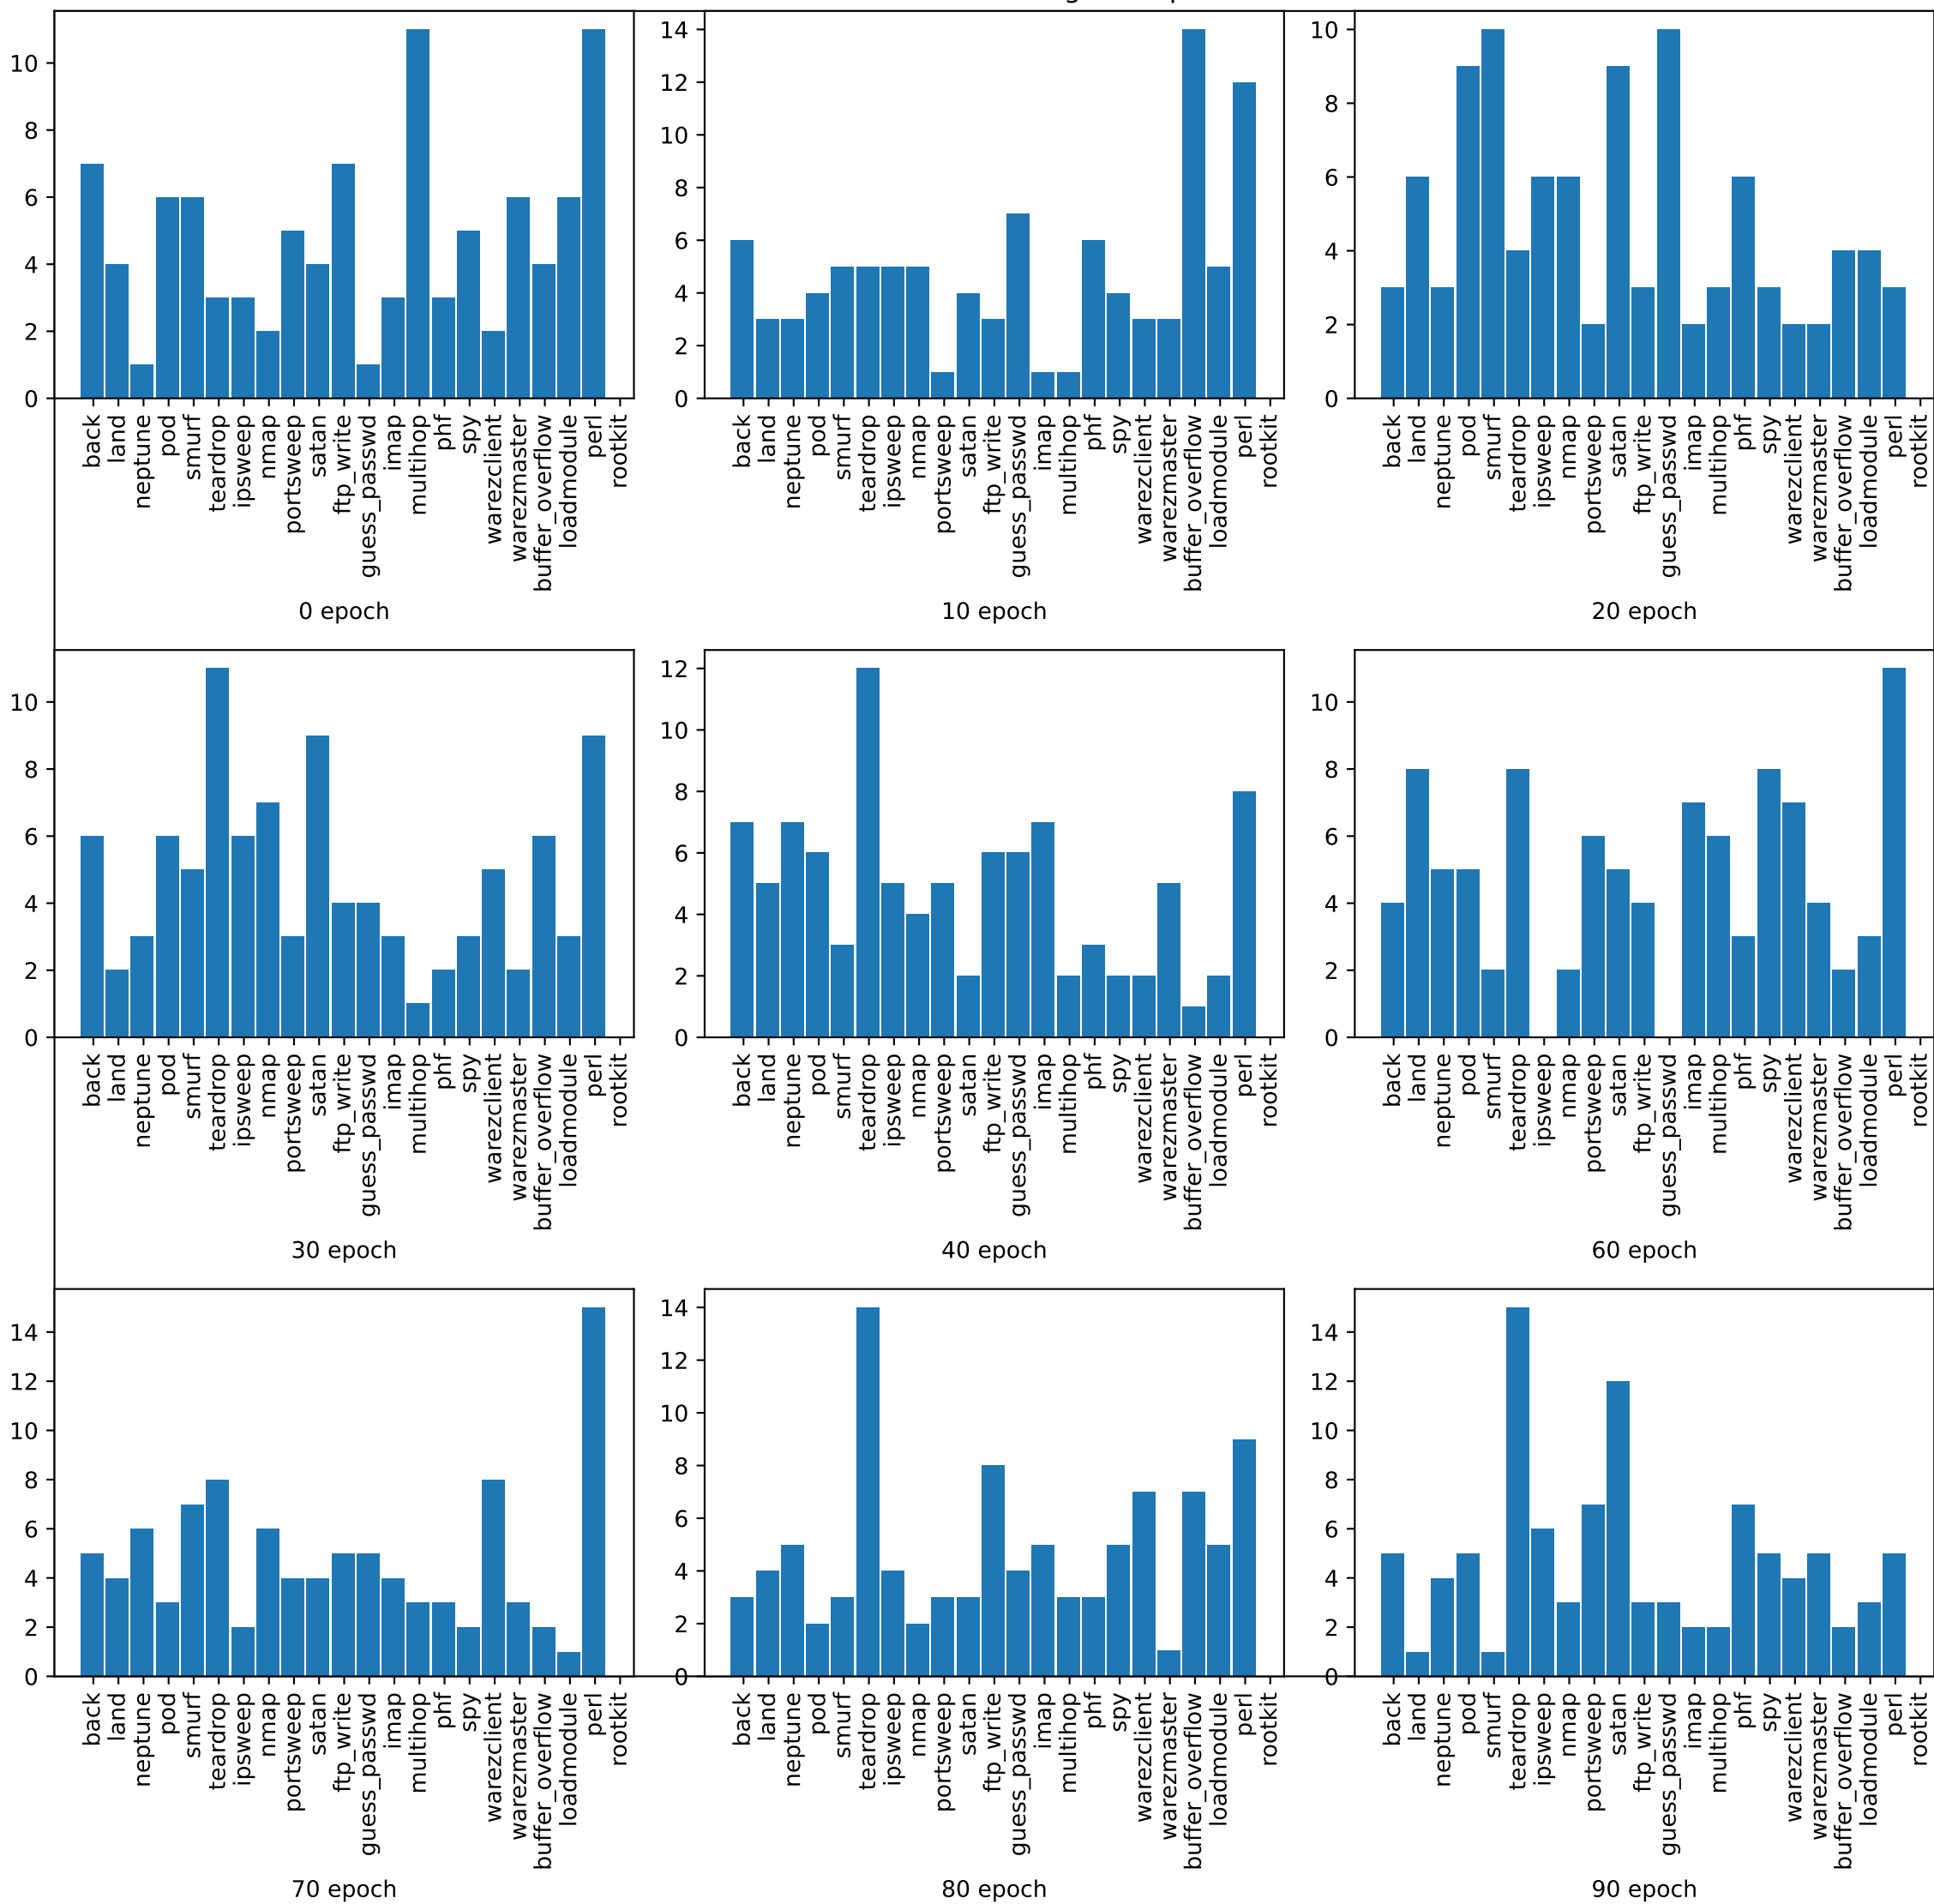 10
8
6
4
2
0
back
land
neptune
pod
smurf
teardrop
ipsweep
nmap
portsweep
satan
ftp_write
guess_passwd
imap
multihop
phf
spy
warezclient
warezmaster
buffer_overflow
loadmodule
perl
rootkit
0 epoch
14
12
10
8
6
4
2
0
back
land
neptune
pod
smurf
teardrop
ipsweep
nmap
portsweep
satan
ftp_write
guess_passwd
imap
multihop
phf
spy
warezclient
warezmaster
buffer_overflow
loadmodule
perl
rootkit
10 epoch
10
8
6
4
2
0
back
land
neptune
pod
smurf
teardrop
ipsweep
nmap
portsweep
satan
ftp_write
guess_passwd
imap
multihop
phf
spy
warezclient
warezmaster
buffer_overflow
loadmodule
perl
rootkit
20 epoch
10
8
6
4
2
0
back
land
neptune
pod
smurf
teardrop
ipsweep
nmap
portsweep
satan
ftp_write
guess_passwd
imap
multihop
phf
spy
warezclient
warezmaster
buffer_overflow
loadmodule
perl
rootkit
30 epoch
12
10
8
6
4
2
0
back
land
neptune
pod
smurf
teardrop
ipsweep
nmap
portsweep
satan
ftp_write
guess_passwd
imap
multihop
phf
spy
warezclient
warezmaster
buffer_overflow
loadmodule
perl
rootkit
40 epoch
10
8
6
4
2
0
back
land
neptune
pod
smurf
teardrop
ipsweep
nmap
portsweep
satan
ftp_write
guess_passwd
imap
multihop
phf
spy
warezclient
warezmaster
buffer_overflow
loadmodule
perl
rootkit
60 epoch
14
12
10
8
6
4
2
0
back
land
neptune
pod
smurf
teardrop
ipsweep
nmap
portsweep
satan
ftp_write
guess_passwd
imap
multihop
phf
spy
warezclient
warezmaster
buffer_overflow
loadmodule
perl
rootkit
70 epoch
14
12
10
8
6
4
2
0
back
land
neptune
pod
smurf
teardrop
ipsweep
nmap
portsweep
satan
ftp_write
guess_passwd
imap
multihop
phf
spy
warezclient
warezmaster
buffer_overflow
loadmodule
perl
rootkit
80 epoch
14
12
10
8
6
4
2
0
back
land
neptune
pod
smurf
teardrop
ipsweep
nmap
portsweep
satan
ftp_write
guess_passwd
imap
multihop
phf
spy
warezclient
warezmaster
buffer_overflow
loadmodule
perl
rootkit
90 epoch